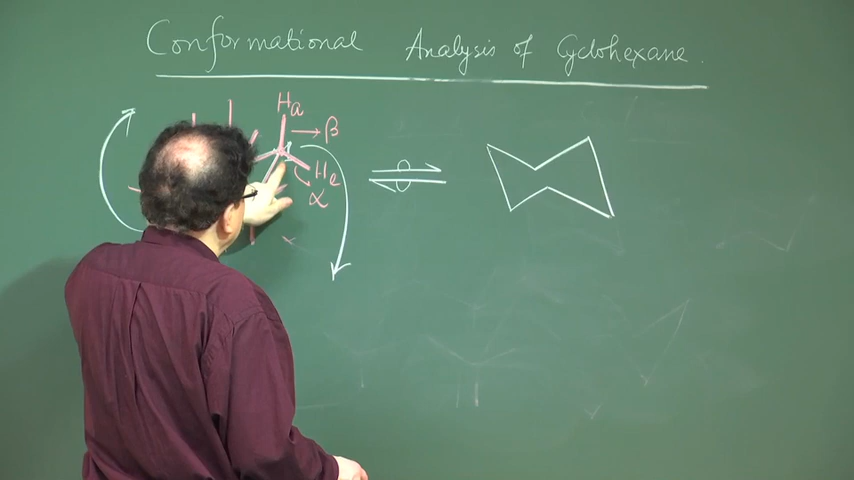 Conformational Analysis of Cyclohexane.
Ha
β
He
α